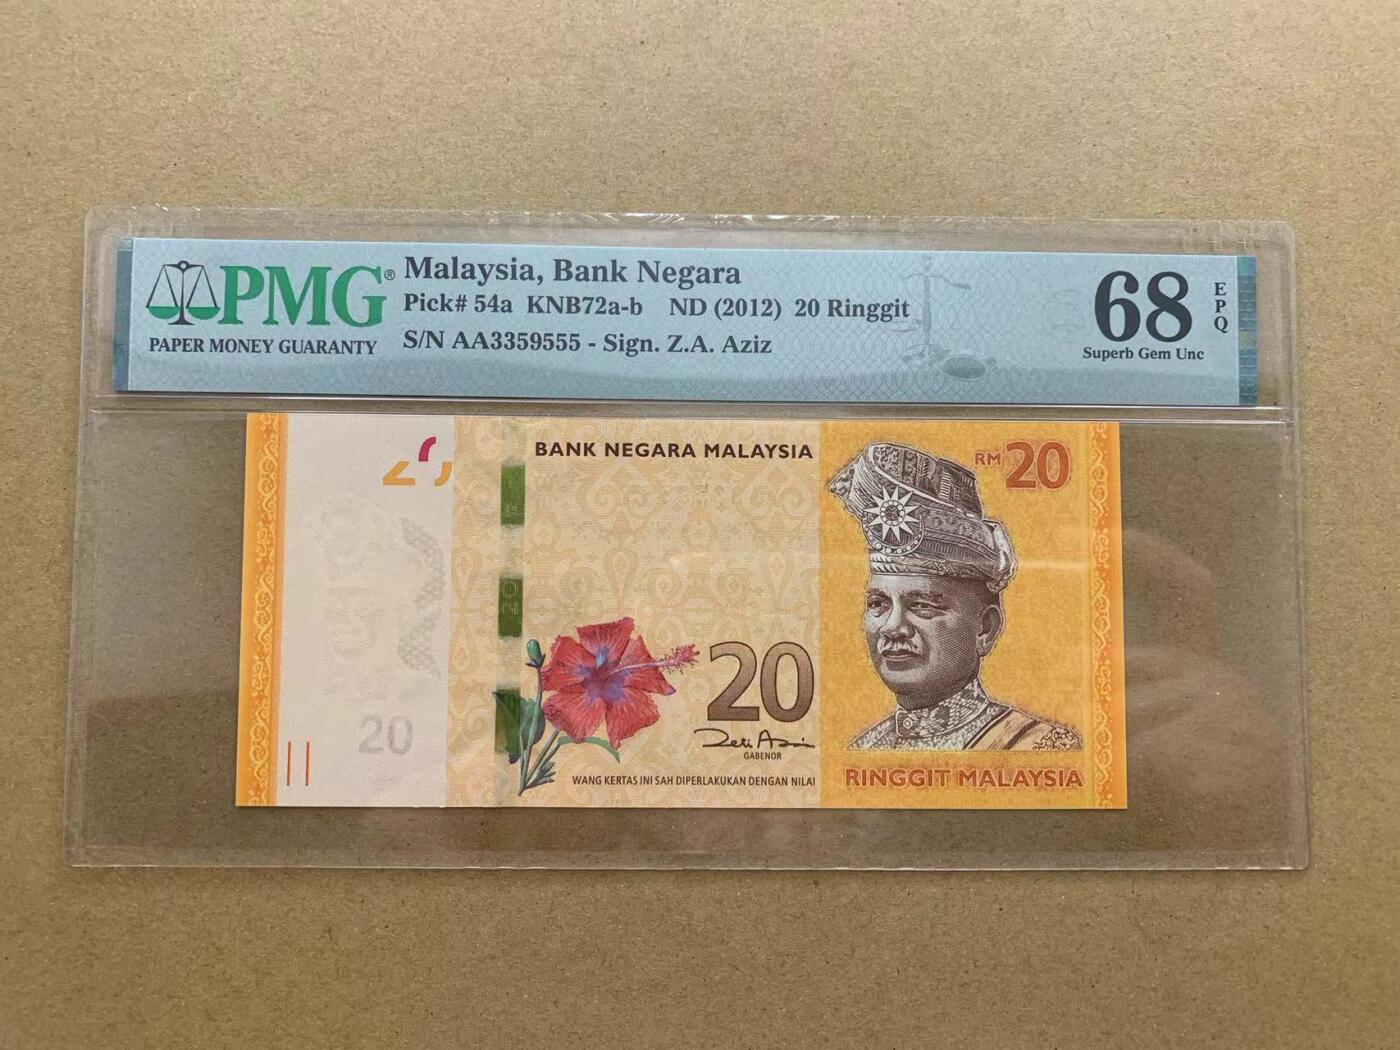 PMG®
PAPER MONEY GUARANTY
Malaysia, Bank Negara
Pick# 54a KNB72a-b ND (2012) 20 Ringgit
S/N AA3359555 - Sign. Z.A. Aziz
68
EPQ
Superb Gem Unc
BANK NEGARA MALAYSIA
RM20
20
20
20
GABENOR
WANG KERTAS INI SAH DIPERLAKUKAN DENGAN NILAI
RINGGIT MALAYSIA